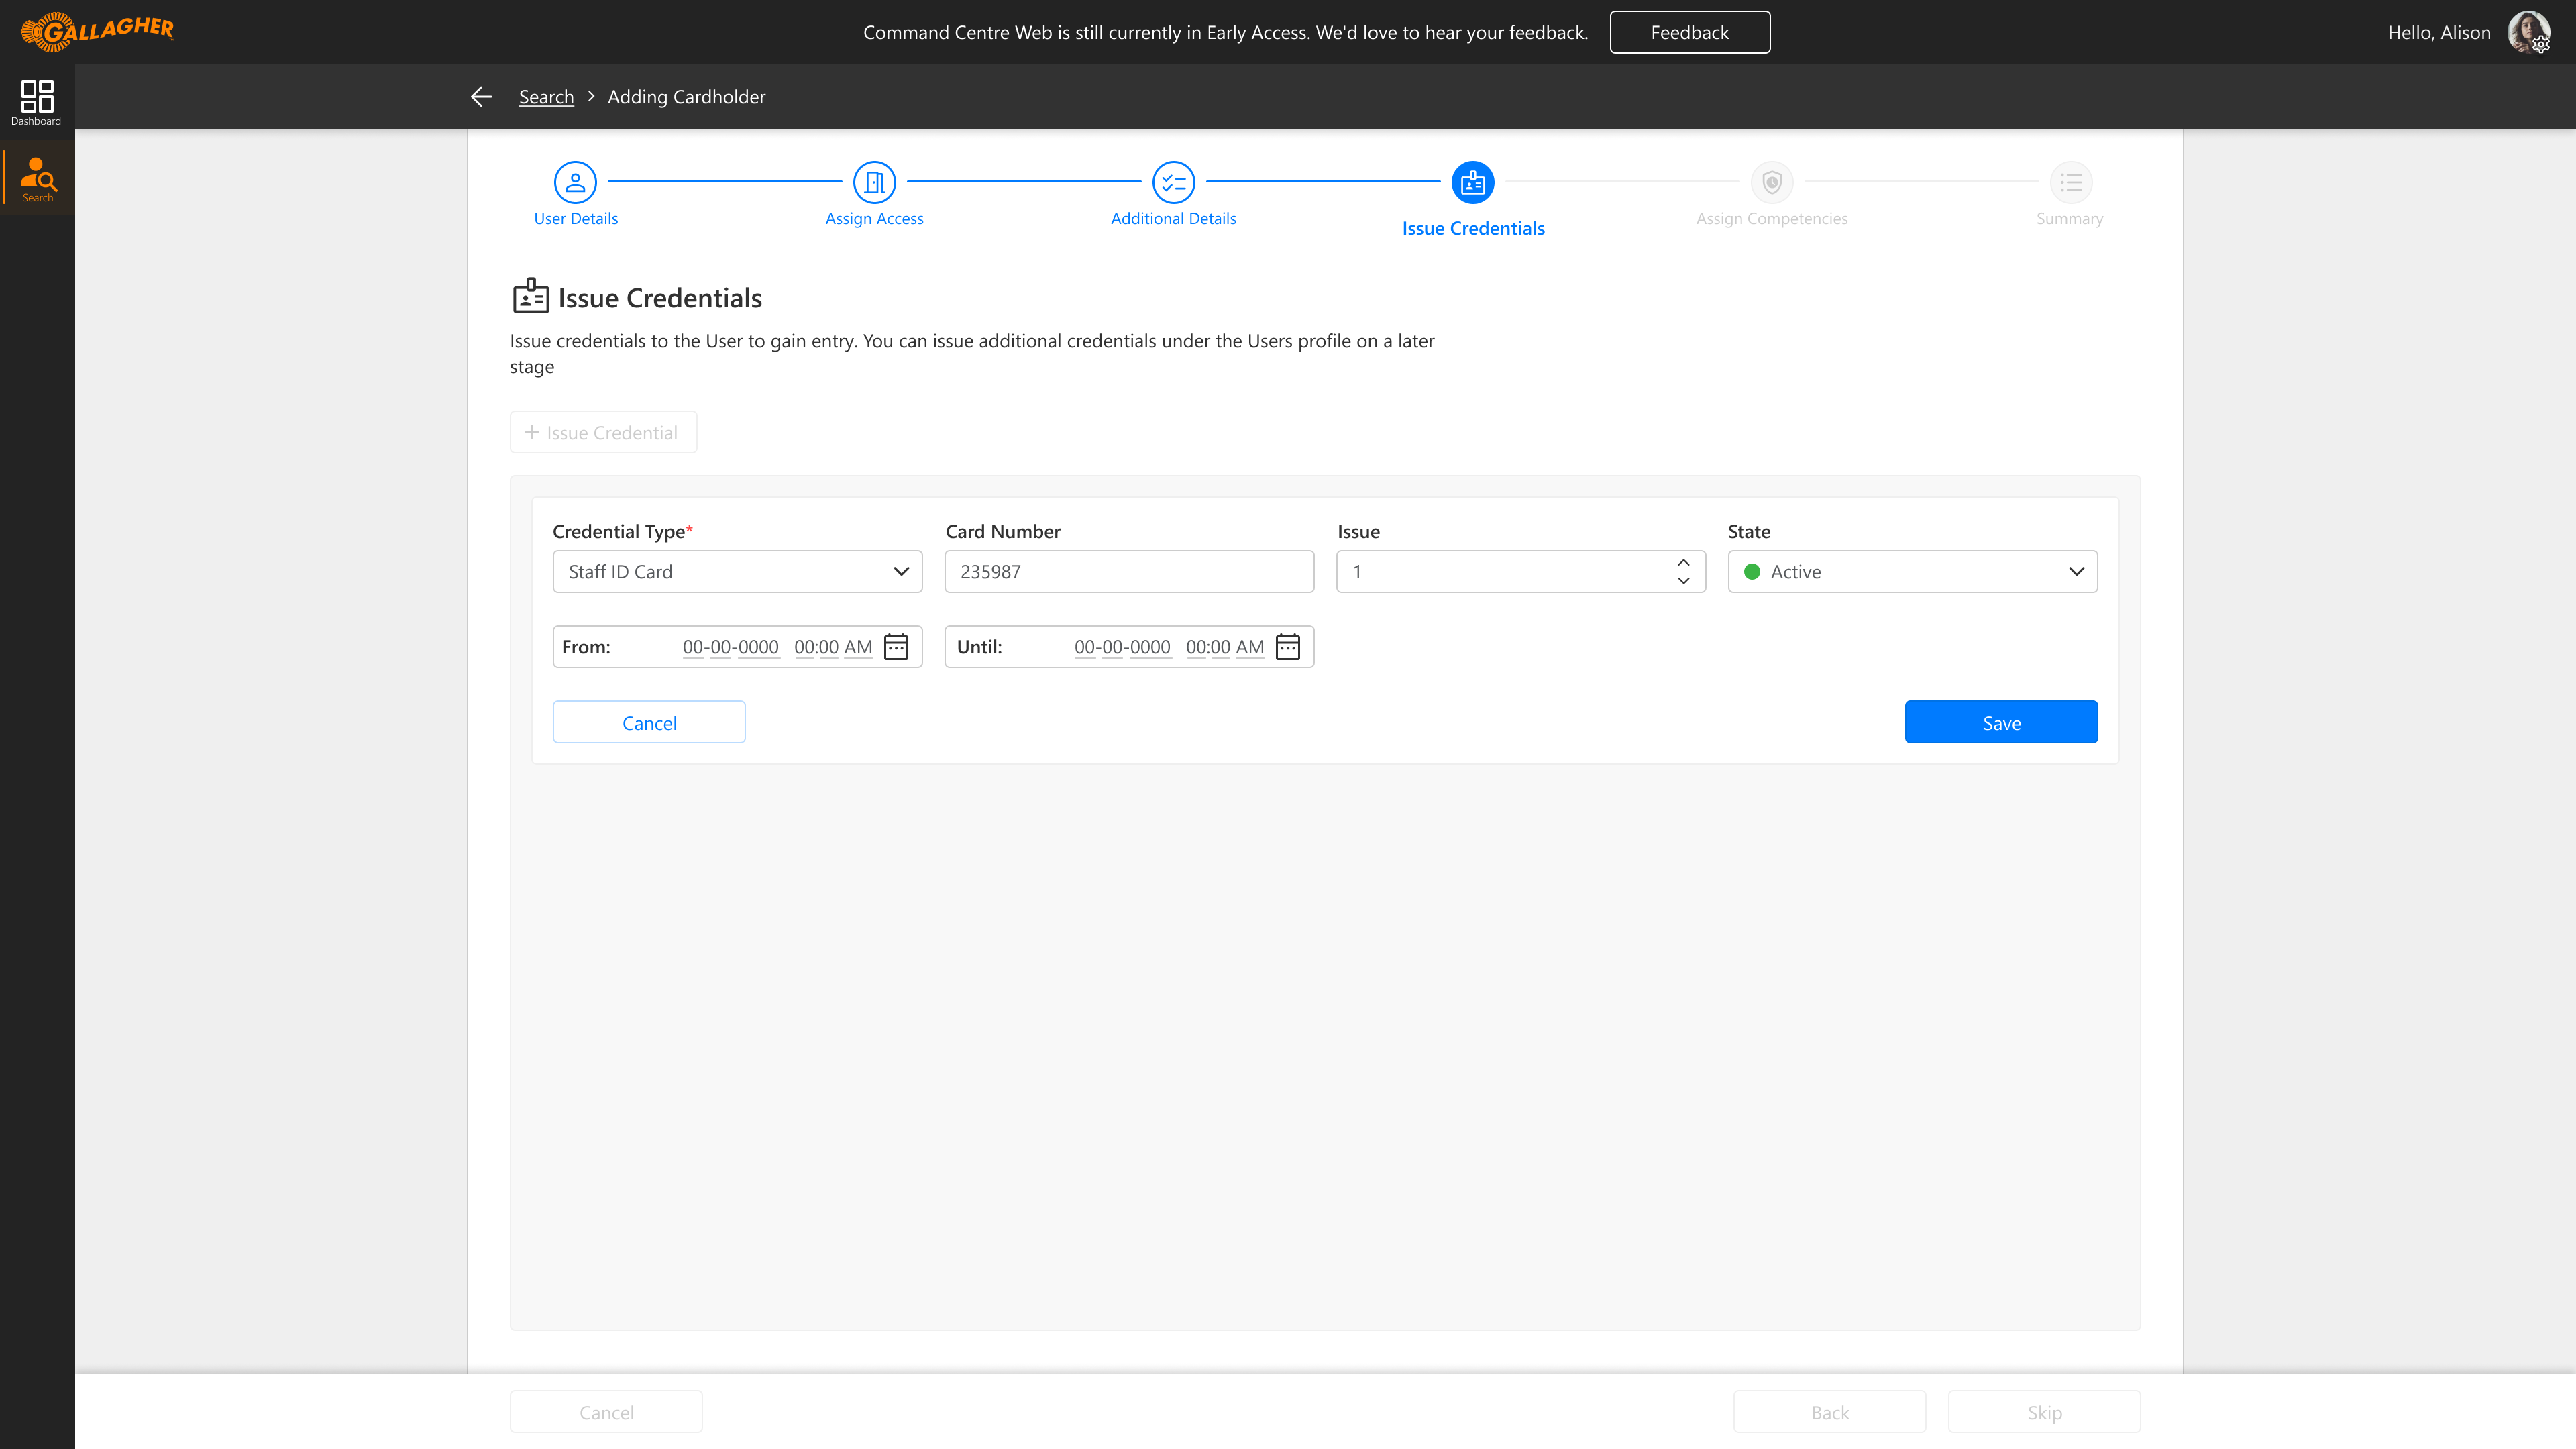 GALLAGHER
Command Centre Web is still currently in Early Access. We'd love to hear your feedback.
Feedback
Hello, Alison
Dashboard
Search
Search > Adding Cardholder
User Details
Assign Access
Additional Details
Issue Credentials
Assign Competencies
Summary
Issue Credentials
Issue credentials to the User to gain entry. You can issue additional credentials under the Users profile on a later
stage
+ Issue Credential
Credential Type*
Card Number
Issue
State
Staff ID Card
235987
1
Active
From: 00-00-0000 00:00 AM
Until: 00-00-0000 00:00 AM
Cancel
Save
Cancel
Back
Skip